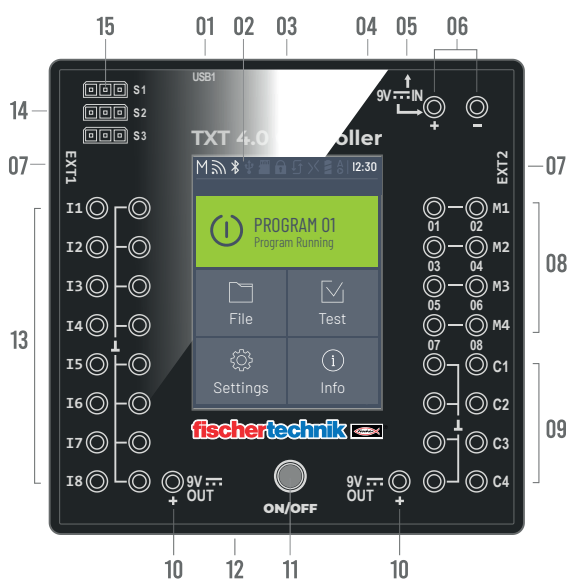 15 01 02 03 04 05 06
USB1
S1
9V IN
14
S2
+ -
S3
TXT 4.0 Controller
07 EXT1
EXT2 07
M 12:30
PROGRAM 01
Program Running
File Test
Settings Info
I1
01 02 M1
I2
03 04 M2
I3
05 06 M3
I4
07 08 M4
08
13
I5
C1
I6
C2
09
I7
C3
I8
C4
fischertechnik
9V OUT +
9V OUT +
ON/OFF
10 12 11 10